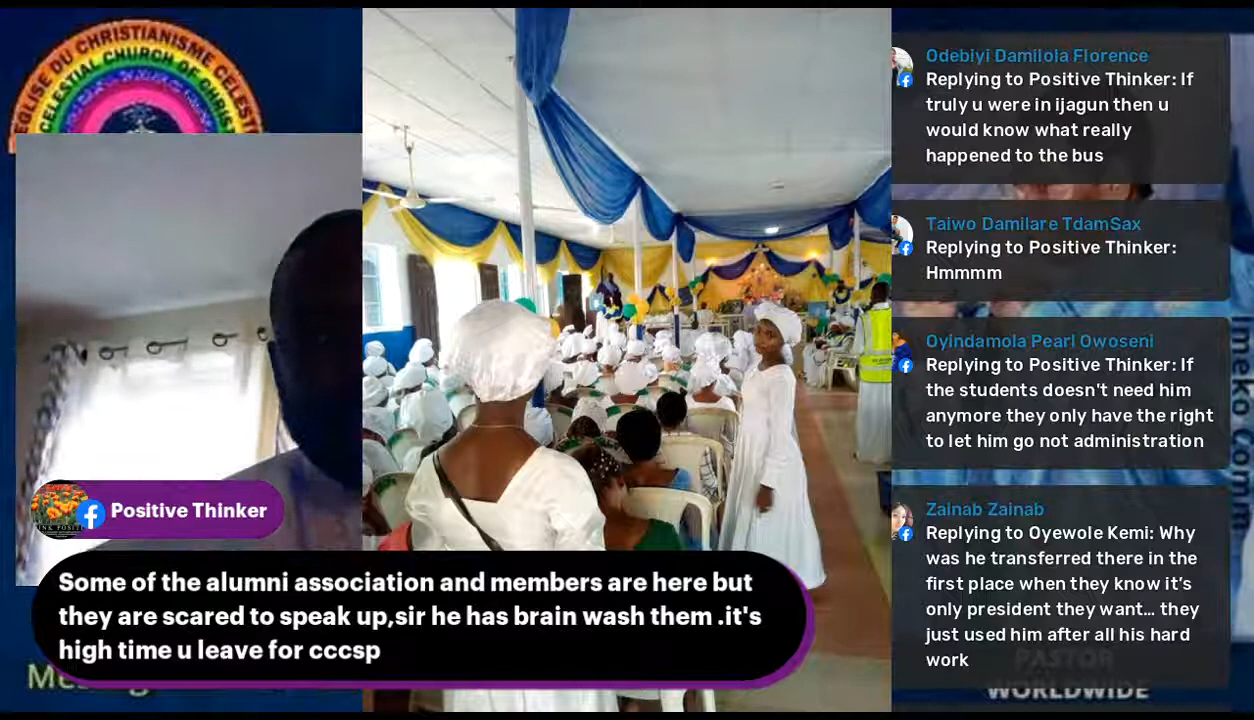 EGLISE DU CHRISTIANISME CELESTE
CELESTIAL CHURCH OF CHRIST
Positive Thinker
Some of the alumni association and members are here but
they are scared to speak up,sir he has brain wash them .it's
high time u leave for cccsp
Odebiyi Damilola Florence
Replying to Positive Thinker: If
truly u were in ijagun then u
would know what really
happened to the bus
Taiwo Damilare TdamSax
Replying to Positive Thinker:
Hmmmm
Oyindamola Pearl Owoseni
Replying to Positive Thinker: If
the students doesn't need him
anymore they only have the right
to let him go not administration
Zainab Zainab
Replying to Oyewole Kemi: Why
was he transferred there in the
first place when they know it's
only president they want... they
just used him after all his hard
work
PASTOR
WORLDWIDE